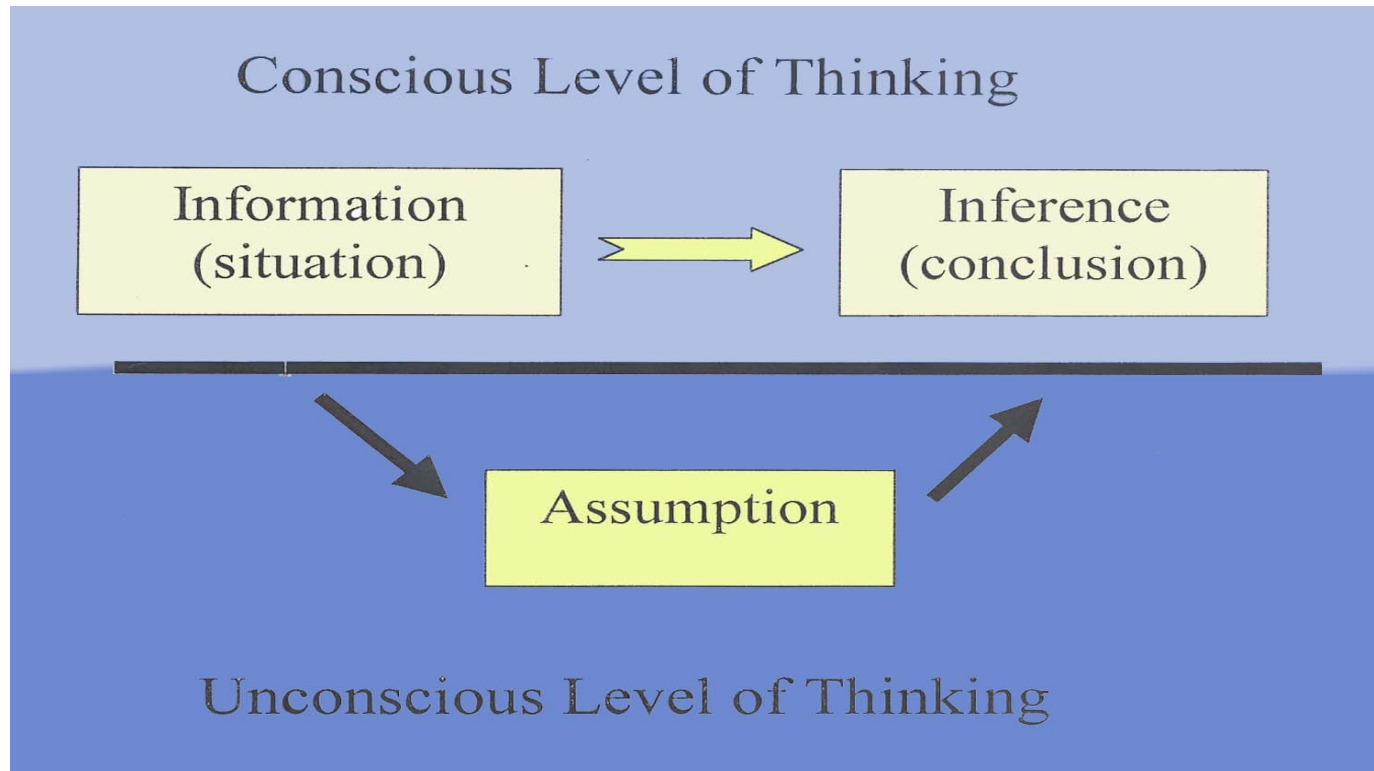 Conscious Level of Thinking
Information
(situation)
Inference
(conclusion)
Assumption
Unconscious Level of Thinking